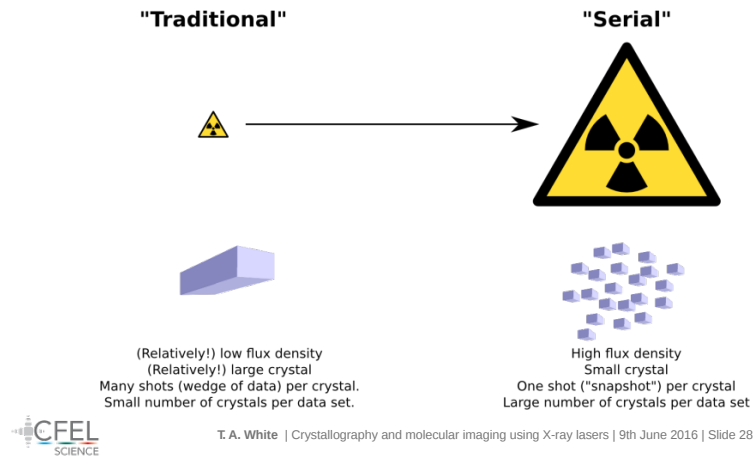 "Traditional"
"Serial"
(Relatively!) low flux density
(Relatively!) large crystal
Many shots (wedge of data) per crystal.
Small number of crystals per data set.
High flux density
Small crystal
One shot ("snapshot") per crystal
Large number of crystals per data set
CFEL
SCIENCE
T. A. White | Crystallography and molecular imaging using X-ray lasers | 9th June 2016 | Slide 28